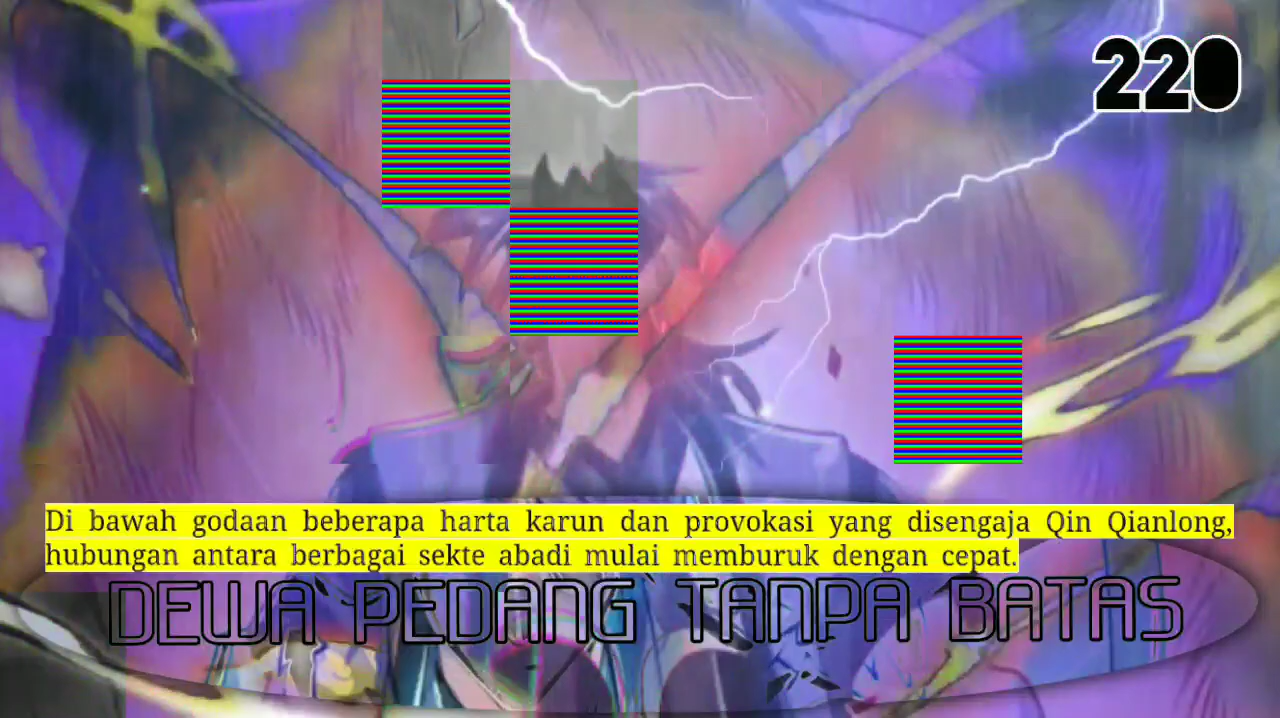 220
Di bawah godaan beberapa harta karun dan provokasi yang disengaja Qin Qianlong,
hubungan antara berbagai sekte abadi mulai memburuk dengan cepat.
DEWA PEDANG TANPA BATAS